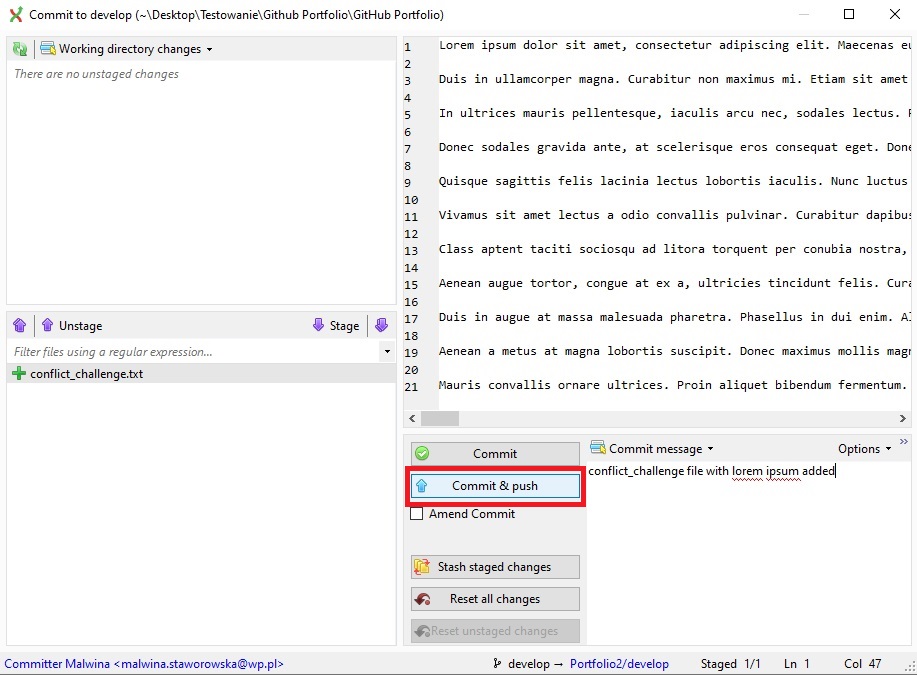 Commit to develop (~\Desktop\Testowanie\Github Portfolio\GitHub Portfolio)
Working directory changes
There are no unstaged changes
Unstage
Stage
Filter files using a regular expression...
conflict_challenge.txt
1 Lorem ipsum dolor sit amet, consectetur adipiscing elit. Maecenas
2
3 Duis in ullamcorper magna. Curabitur non maximus mi. Etiam sit amet
4
5 In ultrices mauris pellentesque, iaculis arcu nec, sodales lectus.
6
7 Donec sodales gravida ante, at scelerisque eros consequat eget.
8
9 Quisque sagittis felis lacinia lectus lobortis iaculis. Nunc luctus
10
11 Vivamus sit amet lectus a odio convallis pulvinar. Curabitur
12
13 Class aptent taciti sociosqu ad litora torquent per conubia nostra,
14
15 Aenean augue tortor, congue at ex a, ultricies tincidunt felis.
16
17 Duis in augue at massa malesuada pharetra. Phasellus in dui enim.
18
19 Aenean a metus at magna lobortis suscipit. Donec maximus mollis
20
21 Mauris convallis ornare ultrices. Proin aliquet bibendum fermentum.
Commit
Commit & push
Amend Commit
Stash staged changes
Reset all changes
Reset unstaged changes
Commit message
Options
conflict_challenge file with lorem ipsum added
Committer Malwina <malwina.staworowska@wp.pl>
develop → Portfolio2/develop
Staged 1/1
Ln 1
Col 47